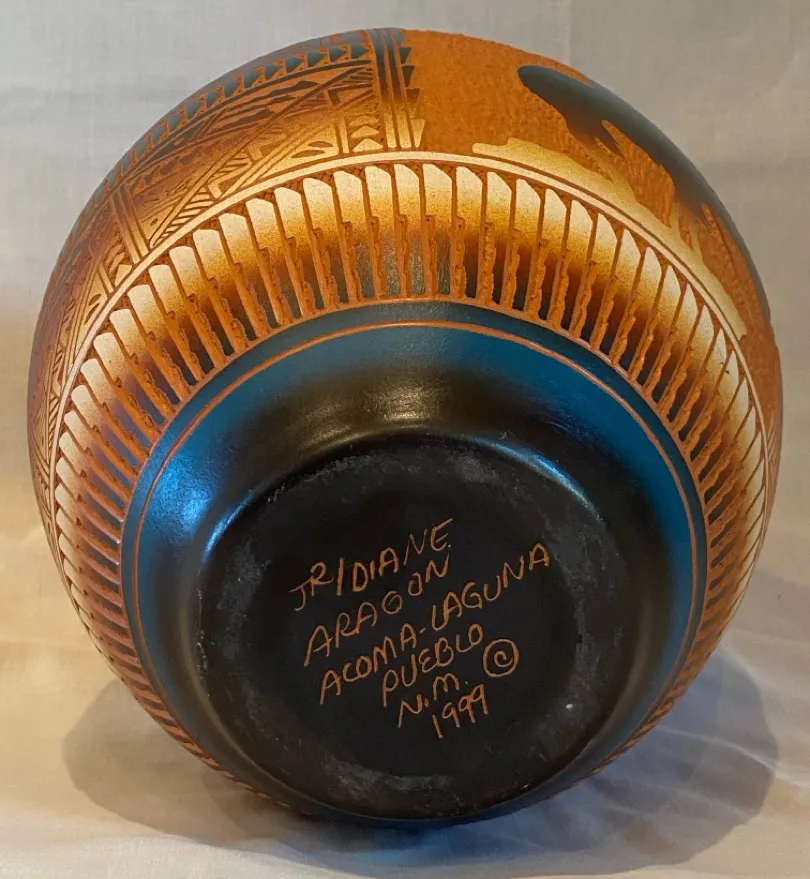 JR/DIANE
ARAGON
ACOMA-LAGUNA
PUEBLO ©
N.M.
1999